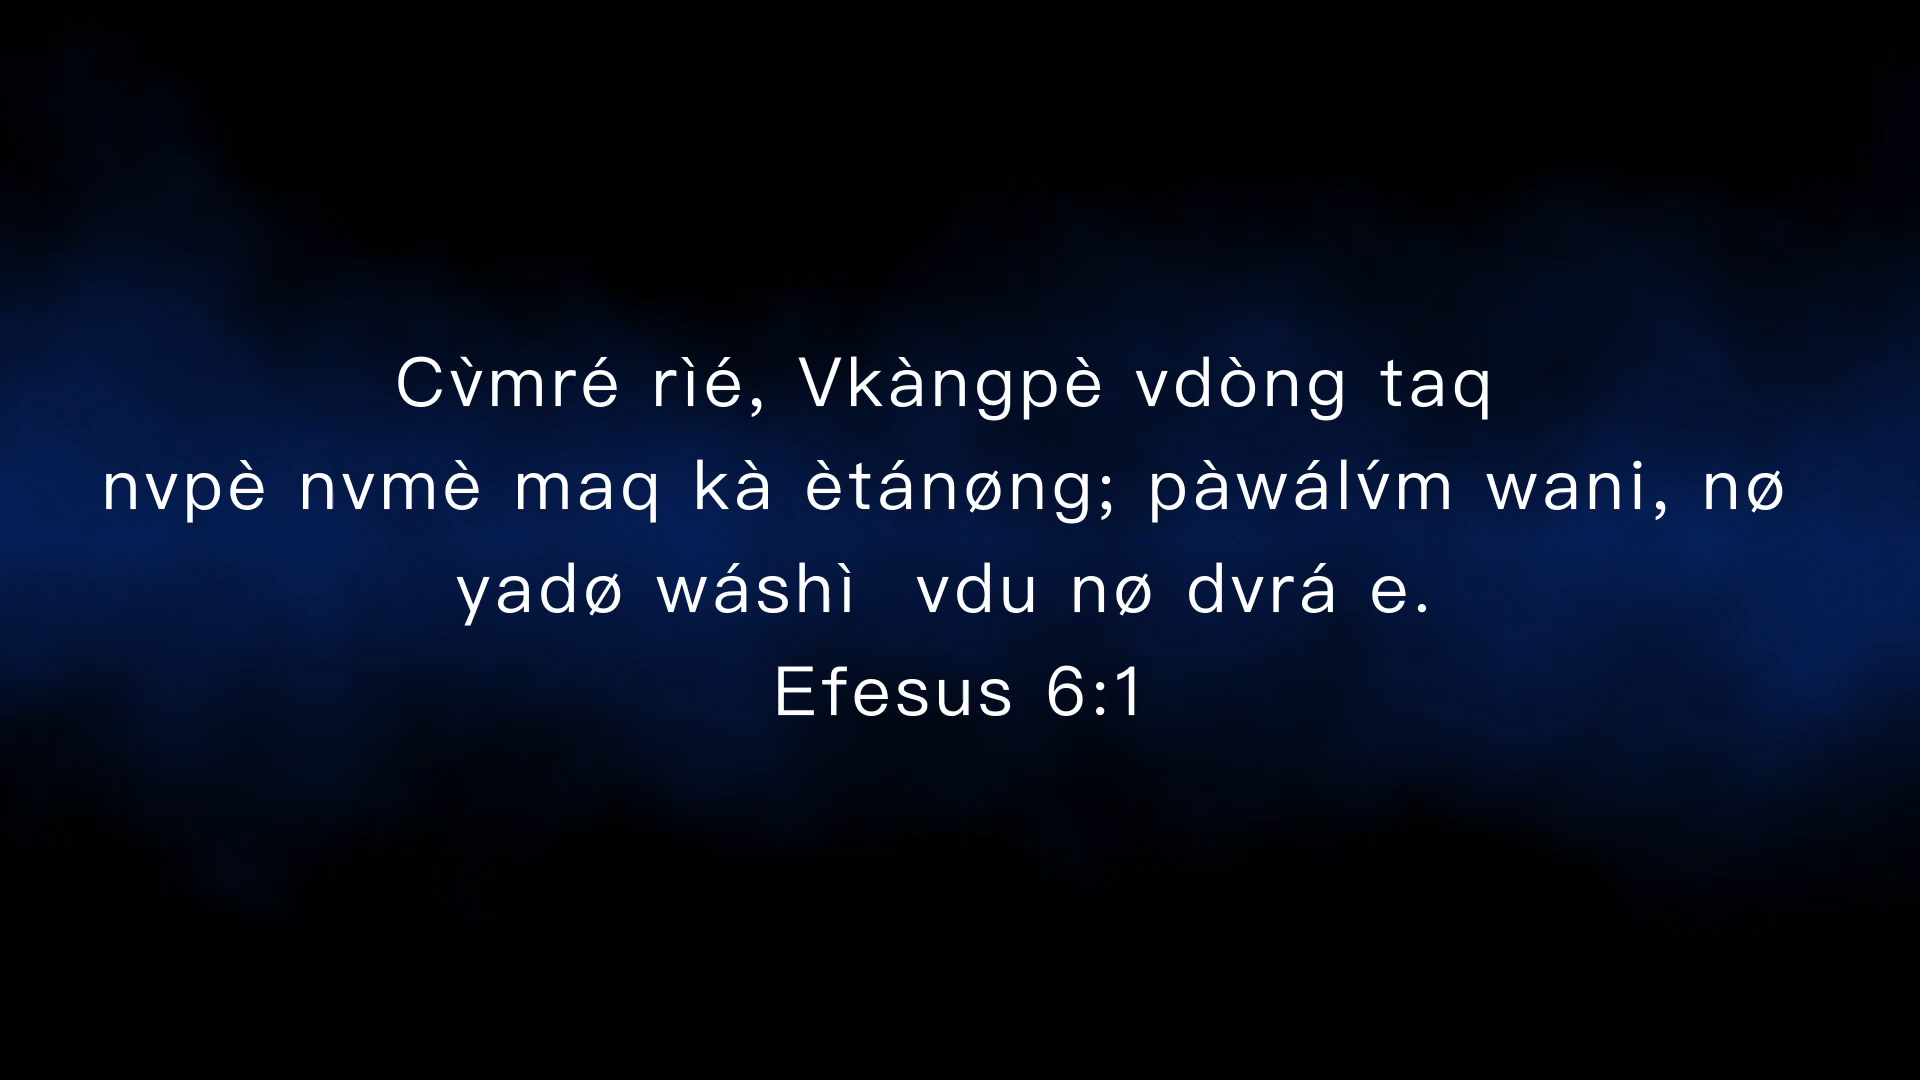 Cv̀mré rìé, Vkàngpè vdòng taq
nvpè nvmè maq kà ètánøng; pàwálv́m wani, nø
yadø wáshì  vdu nø dvrá e.
Efesus 6:1